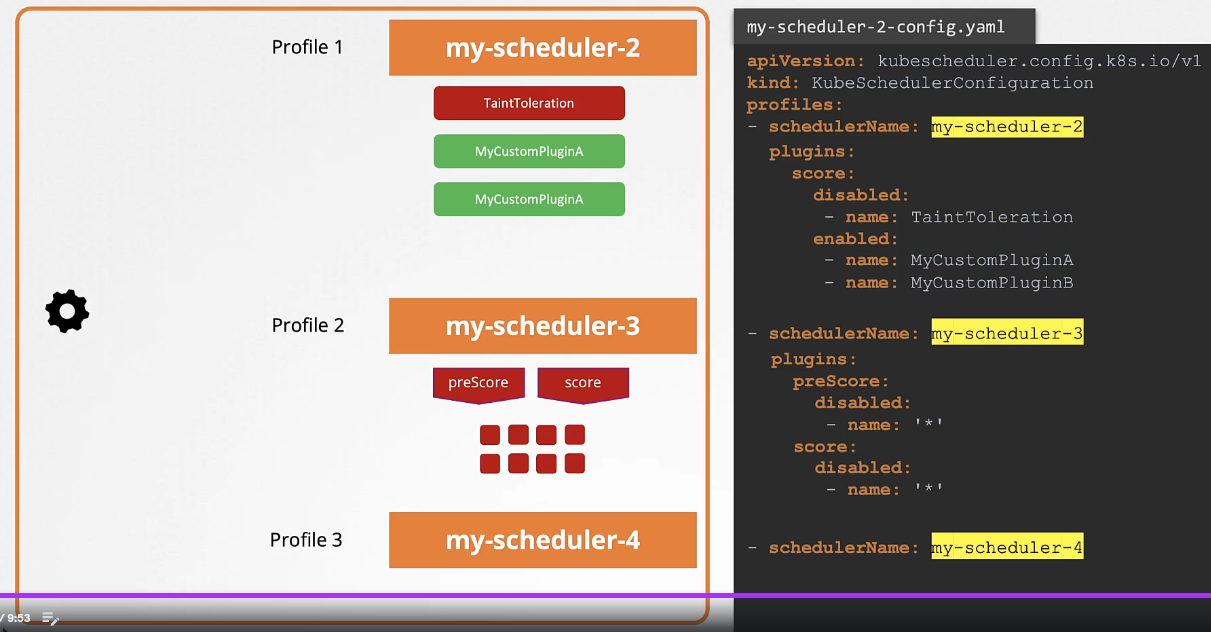 Profile 1
my-scheduler-2
TaintToleration
MyCustomPluginA
MyCustomPluginA
Profile 2
my-scheduler-3
preScore
score
Profile 3
my-scheduler-4
my-scheduler-2-config.yaml
apiVersion: kubescheduler.config.k8s.io/v1
kind: KubeSchedulerConfiguration
profiles:
- schedulerName: my-scheduler-2
plugins:
score:
disabled:
- name: TaintToleration
enabled:
- name: MyCustomPluginA
- name: MyCustomPluginB
- schedulerName: my-scheduler-3
plugins:
preScore:
disabled:
- name: '*'
score:
disabled:
- name: '*'
- schedulerName: my-scheduler-4
/ 9:53